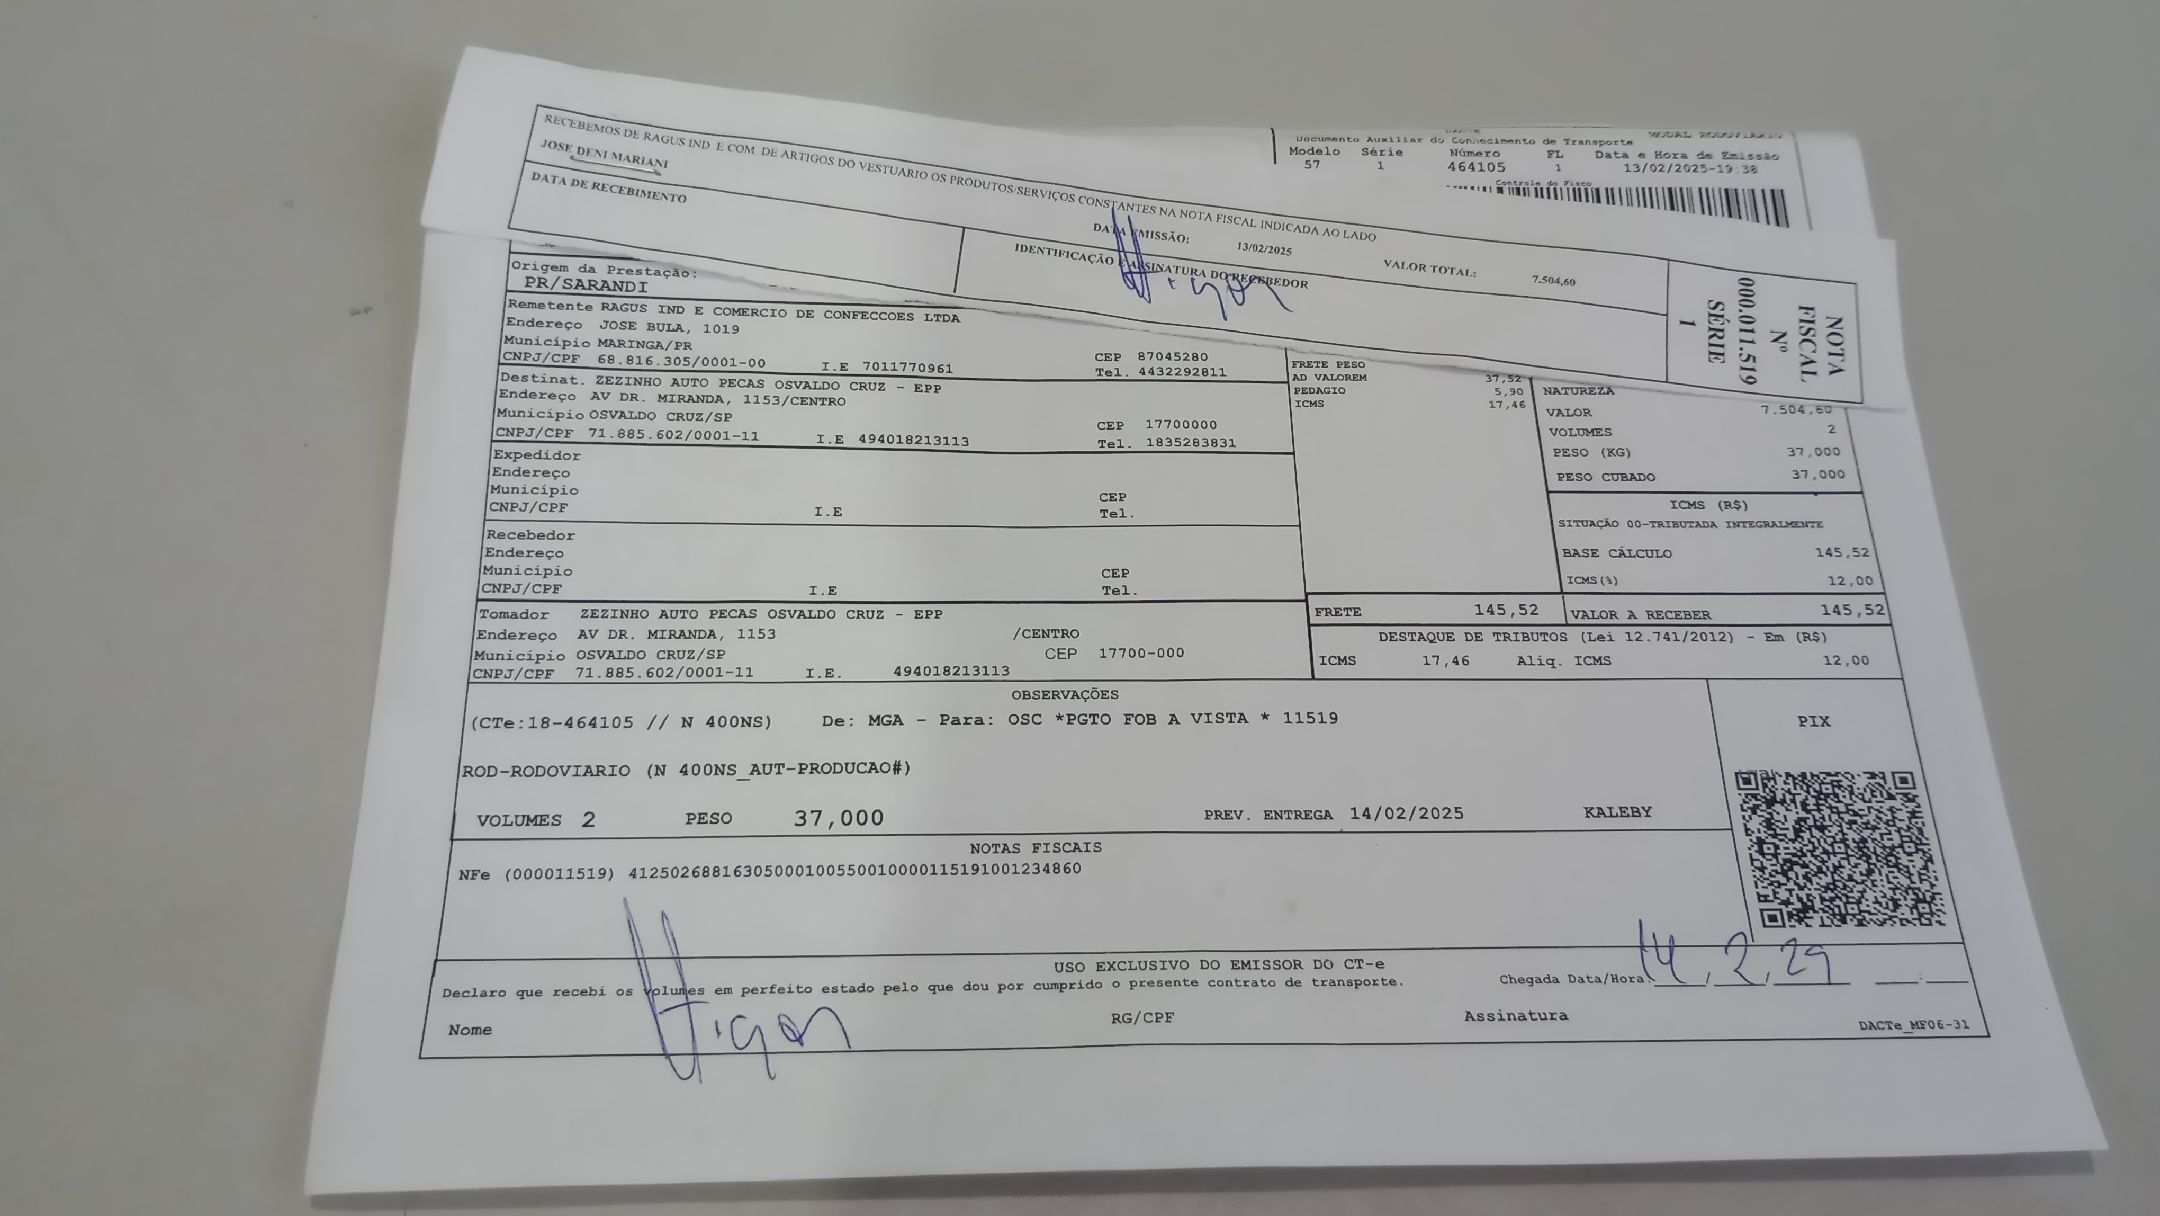 RECEBEMOS DE RAGUS IND E COM. DE ARTIGOS DO VESTUARIO OS PRODUTOS/SERVIÇOS CONSTANTES NA NOTA FISCAL INDICADA AO LADO
JOSE DENI MARIANI
DATA EMISSÃO: 13/02/2025 VALOR TOTAL: 7.504,60
DATA DE RECEBIMENTO
IDENTIFICAÇÃO E ASSINATURA DO RECEBEDOR
NOTA
FISCAL
Nº
000.011.519
SÉRIE
1
Documento Auxiliar do Conhecimento de Transporte
Modelo Série Número FL Data e Hora de Emissão
57 1 464105 1 13/02/2025-19:38
Controle do Fisco
Origem da Prestação:
PR/SARANDI
Remetente RAGUS IND E COMERCIO DE CONFECCOES LTDA
Endereço JOSE BULA, 1019
Município MARINGA/PR CEP 87045280
CNPJ/CPF 68.816.305/0001-00 I.E 7011770961 Tel. 4432292811
Destinat. ZEZINHO AUTO PECAS OSVALDO CRUZ - EPP
Endereço AV DR. MIRANDA, 1153/CENTRO
Município OSVALDO CRUZ/SP CEP 17700000
CNPJ/CPF 71.885.602/0001-11 I.E 494018213113 Tel. 1835283831
Expedidor
Endereço
Município CEP
CNPJ/CPF I.E Tel.
Recebedor
Endereço
Município CEP
CNPJ/CPF I.E Tel.
Tomador ZEZINHO AUTO PECAS OSVALDO CRUZ - EPP
Endereço AV DR. MIRANDA, 1153 /CENTRO
Município OSVALDO CRUZ/SP CEP 17700-000
CNPJ/CPF 71.885.602/0001-11 I.E. 494018213113
FRETE PESO
AD VALOREM 37,52
PEDAGIO 5,90
ICMS 17,46
NATUREZA
VALOR 7.504,60
VOLUMES 2
PESO (KG) 37,000
PESO CUBADO 37,000
ICMS (R$)
SITUAÇÃO 00-TRIBUTADA INTEGRALMENTE
BASE CÁLCULO 145,52
ICMS(%) 12,00
FRETE 145,52 VALOR A RECEBER 145,52
DESTAQUE DE TRIBUTOS (Lei 12.741/2012) - Em (R$)
ICMS 17,46 Aliq. ICMS 12,00
OBSERVAÇÕES
(CTe:18-464105 // N 400NS) De: MGA - Para: OSC *PGTO FOB A VISTA * 11519
PIX
ROD-RODOVIARIO (N 400NS_AUT-PRODUCAO#)
VOLUMES 2 PESO 37,000 PREV. ENTREGA 14/02/2025 KALEBY
NOTAS FISCAIS
NFe (000011519) 41250268816305000100550010000115191001234860
USO EXCLUSIVO DO EMISSOR DO CT-e
Declaro que recebi os volumes em perfeito estado pelo que dou por cumprido o presente contrato de transporte. Chegada Data/Hora: 14/2/
Nome RG/CPF Assinatura
DACTe_MF06-31